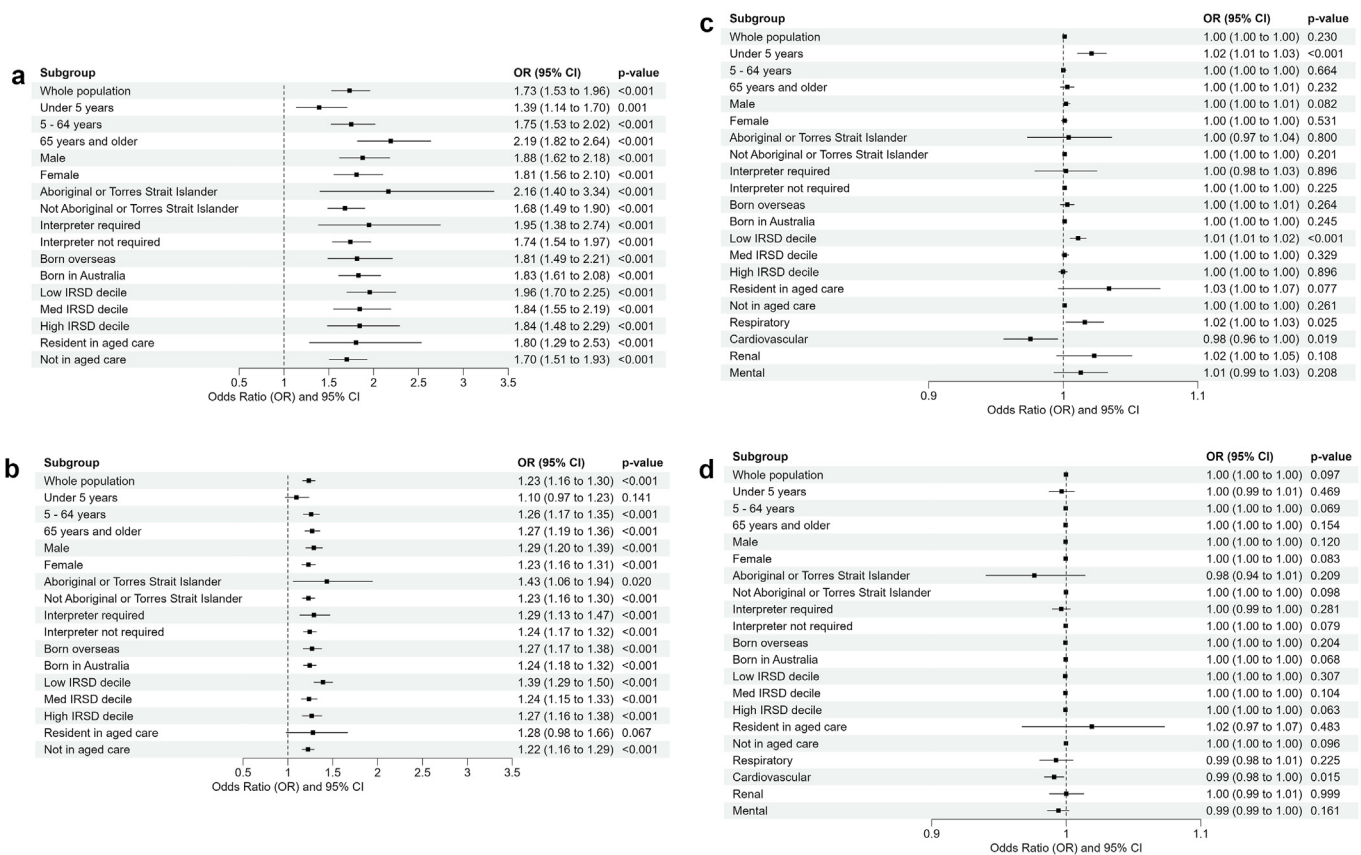 a
Subgroup OR (95% CI) p-value
Whole population 1.73 (1.53 to 1.96) <0.001
Under 5 years 1.39 (1.14 to 1.70) 0.001
5 - 64 years 1.75 (1.53 to 2.02) <0.001
65 years and older 2.19 (1.82 to 2.64) <0.001
Male 1.88 (1.62 to 2.18) <0.001
Female 1.81 (1.56 to 2.10) <0.001
Aboriginal or Torres Strait Islander 2.16 (1.40 to 3.34) <0.001
Not Aboriginal or Torres Strait Islander 1.68 (1.49 to 1.90) <0.001
Interpreter required 1.95 (1.38 to 2.74) <0.001
Interpreter not required 1.74 (1.54 to 1.97) <0.001
Born overseas 1.81 (1.49 to 2.21) <0.001
Born in Australia 1.83 (1.61 to 2.08) <0.001
Low IRSD decile 1.96 (1.70 to 2.25) <0.001
Med IRSD decile 1.84 (1.55 to 2.19) <0.001
High IRSD decile 1.84 (1.48 to 2.29) <0.001
Resident in aged care 1.80 (1.29 to 2.53) <0.001
Not in aged care 1.70 (1.51 to 1.93) <0.001
0.5 1 1.5 2 2.5 3 3.5
Odds Ratio (OR) and 95% CI
b
Subgroup OR (95% CI) p-value
Whole population 1.23 (1.16 to 1.30) <0.001
Under 5 years 1.10 (0.97 to 1.23) 0.141
5 - 64 years 1.26 (1.17 to 1.35) <0.001
65 years and older 1.27 (1.19 to 1.36) <0.001
Male 1.29 (1.20 to 1.39) <0.001
Female 1.23 (1.16 to 1.31) <0.001
Aboriginal or Torres Strait Islander 1.43 (1.06 to 1.94) 0.020
Not Aboriginal or Torres Strait Islander 1.23 (1.16 to 1.30) <0.001
Interpreter required 1.29 (1.13 to 1.47) <0.001
Interpreter not required 1.24 (1.17 to 1.32) <0.001
Born overseas 1.27 (1.17 to 1.38) <0.001
Born in Australia 1.24 (1.18 to 1.32) <0.001
Low IRSD decile 1.39 (1.29 to 1.50) <0.001
Med IRSD decile 1.24 (1.15 to 1.33) <0.001
High IRSD decile 1.27 (1.16 to 1.38) <0.001
Resident in aged care 1.28 (0.98 to 1.66) 0.067
Not in aged care 1.22 (1.16 to 1.29) <0.001
0.5 1 1.5 2 2.5 3 3.5
Odds Ratio (OR) and 95% CI
c
Subgroup OR (95% CI) p-value
Whole population 1.00 (1.00 to 1.00) 0.230
Under 5 years 1.02 (1.01 to 1.03) <0.001
5 - 64 years 1.00 (1.00 to 1.00) 0.664
65 years and older 1.00 (1.00 to 1.01) 0.232
Male 1.00 (1.00 to 1.01) 0.082
Female 1.00 (1.00 to 1.00) 0.531
Aboriginal or Torres Strait Islander 1.00 (0.97 to 1.04) 0.800
Not Aboriginal or Torres Strait Islander 1.00 (1.00 to 1.00) 0.201
Interpreter required 1.00 (0.98 to 1.03) 0.896
Interpreter not required 1.00 (1.00 to 1.00) 0.225
Born overseas 1.00 (1.00 to 1.01) 0.264
Born in Australia 1.00 (1.00 to 1.00) 0.245
Low IRSD decile 1.01 (1.01 to 1.02) <0.001
Med IRSD decile 1.00 (1.00 to 1.00) 0.329
High IRSD decile 1.00 (1.00 to 1.00) 0.896
Resident in aged care 1.03 (1.00 to 1.07) 0.077
Not in aged care 1.00 (1.00 to 1.00) 0.261
Respiratory 1.02 (1.00 to 1.03) 0.025
Cardiovascular 0.98 (0.96 to 1.00) 0.019
Renal 1.02 (1.00 to 1.05) 0.108
Mental 1.01 (0.99 to 1.03) 0.208
0.9 1 1.1
Odds Ratio (OR) and 95% CI
d
Subgroup OR (95% CI) p-value
Whole population 1.00 (1.00 to 1.00) 0.097
Under 5 years 1.00 (0.99 to 1.01) 0.469
5 - 64 years 1.00 (1.00 to 1.00) 0.069
65 years and older 1.00 (1.00 to 1.00) 0.154
Male 1.00 (1.00 to 1.00) 0.120
Female 1.00 (1.00 to 1.00) 0.083
Aboriginal or Torres Strait Islander 0.98 (0.94 to 1.01) 0.209
Not Aboriginal or Torres Strait Islander 1.00 (1.00 to 1.00) 0.098
Interpreter required 1.00 (0.99 to 1.00) 0.281
Interpreter not required 1.00 (1.00 to 1.00) 0.079
Born overseas 1.00 (1.00 to 1.00) 0.204
Born in Australia 1.00 (1.00 to 1.00) 0.068
Low IRSD decile 1.00 (1.00 to 1.00) 0.307
Med IRSD decile 1.00 (1.00 to 1.00) 0.104
High IRSD decile 1.00 (1.00 to 1.00) 0.063
Resident in aged care 1.02 (0.97 to 1.07) 0.483
Not in aged care 1.00 (1.00 to 1.00) 0.096
Respiratory 0.99 (0.98 to 1.01) 0.225
Cardiovascular 0.99 (0.98 to 1.00) 0.015
Renal 1.00 (0.99 to 1.01) 0.999
Mental 0.99 (0.99 to 1.00) 0.161
0.9 1 1.1
Odds Ratio (OR) and 95% CI